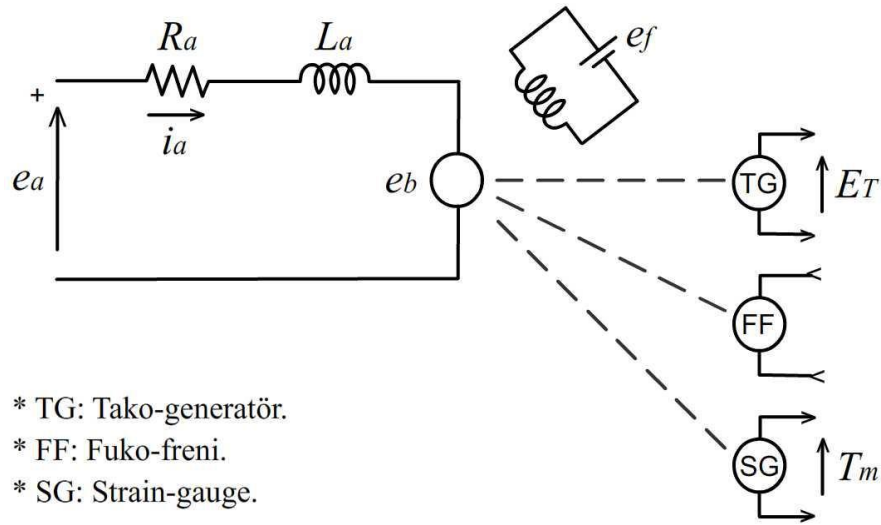 Ra
La
ef
+
ia
ea
eb
TG
ET
FF
SG
Tm
* TG: Tako-generatör.
* FF: Fuko-freni.
* SG: Strain-gauge.